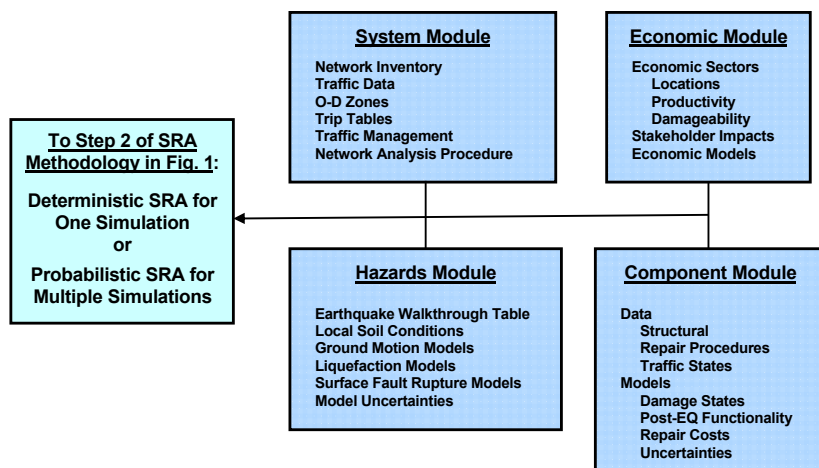 System Module
Network Inventory
Traffic Data
O-D Zones
Trip Tables
Traffic Management
Network Analysis Procedure
Economic Module
Economic Sectors
Locations
Productivity
Damageability
Stakeholder Impacts
Economic Models
To Step 2 of SRA
Methodology in Fig. 1:
Deterministic SRA for
One Simulation
or
Probabilistic SRA for
Multiple Simulations
Hazards Module
Earthquake Walkthrough Table
Local Soil Conditions
Ground Motion Models
Liquefaction Models
Surface Fault Rupture Models
Model Uncertainties
Component Module
Data
Structural
Repair Procedures
Traffic States
Models
Damage States
Post-EQ Functionality
Repair Costs
Uncertainties